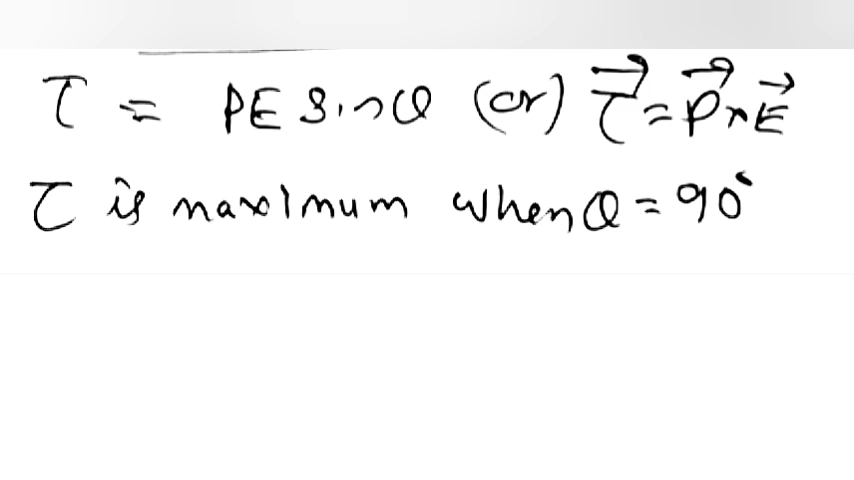 τ = PE Sinθ (or) τ⃗ = P⃗ × E⃗
τ is maximum when θ = 90°